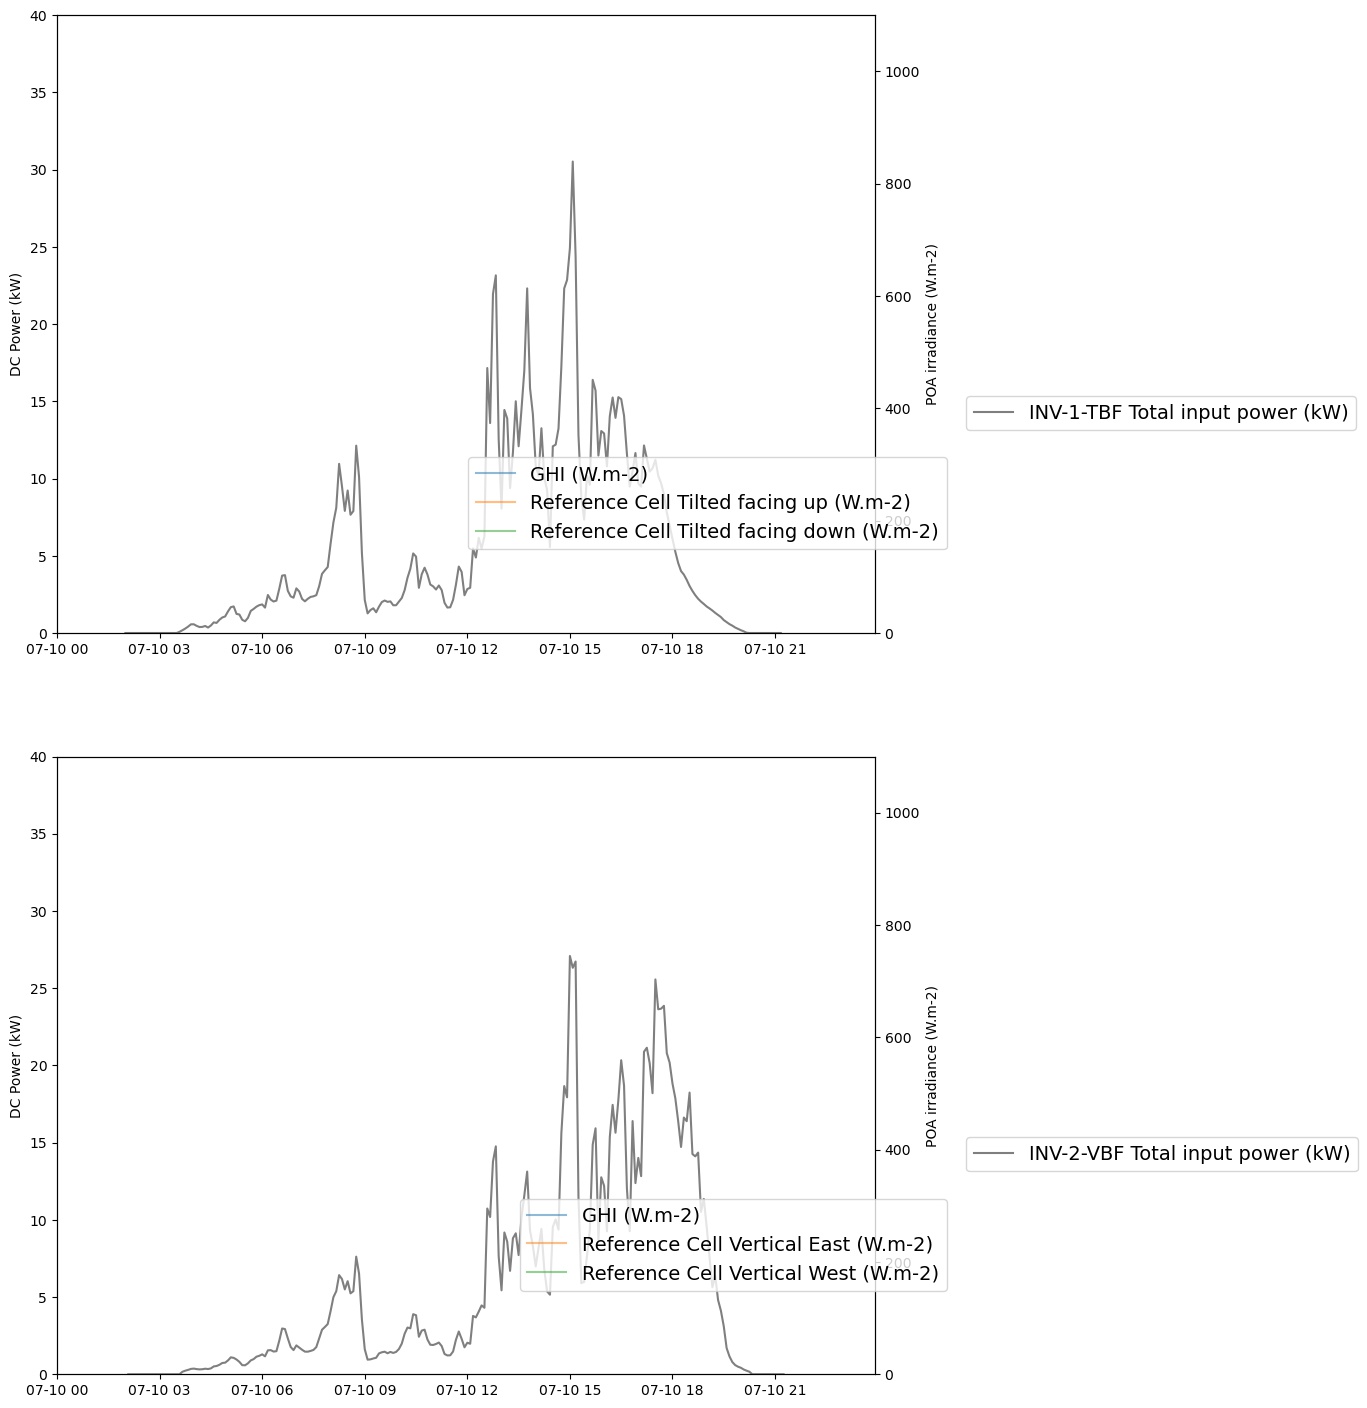 40
35
30
25
20
15
10
5
0
DC Power (kW)
1000
800
600
400
200
0
POA irradiance (W.m-2)
07-10 00 07-10 03 07-10 06 07-10 09 07-10 12 07-10 15 07-10 18 07-10 21
INV-1-TBF Total input power (kW)
GHI (W.m-2)
Reference Cell Tilted facing up (W.m-2)
Reference Cell Tilted facing down (W.m-2)
40
35
30
25
20
15
10
5
0
DC Power (kW)
1000
800
600
400
200
0
POA irradiance (W.m-2)
07-10 00 07-10 03 07-10 06 07-10 09 07-10 12 07-10 15 07-10 18 07-10 21
INV-2-VBF Total input power (kW)
GHI (W.m-2)
Reference Cell Vertical East (W.m-2)
Reference Cell Vertical West (W.m-2)